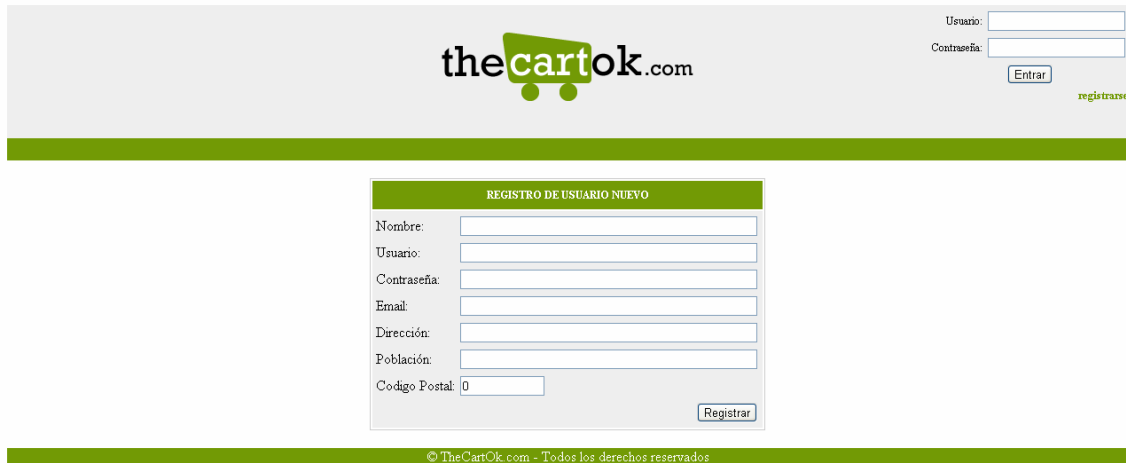 thecartok.com
Usuario:
Contraseña:
Entrar
registrarse
REGISTRO DE USUARIO NUEVO
Nombre:
Usuario:
Contraseña:
Email:
Dirección:
Población:
Codigo Postal: 0
Registrar
© TheCartOk.com - Todos los derechos reservados